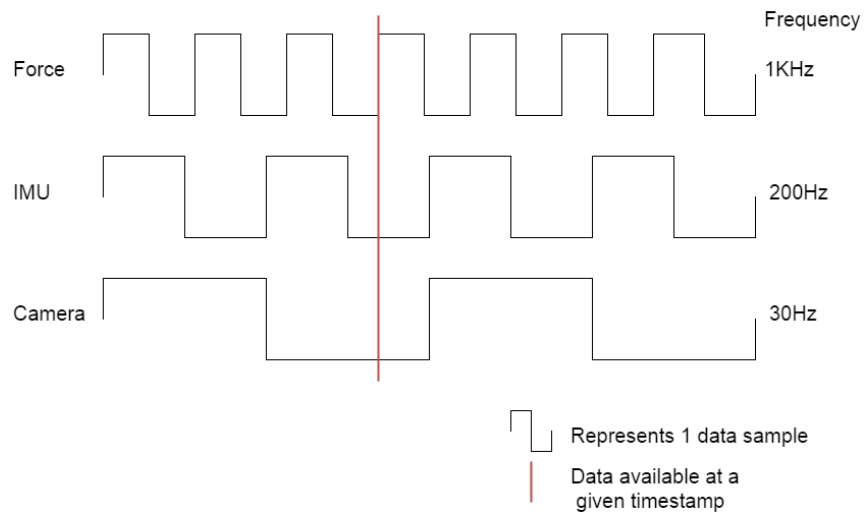 Frequency
Force
1KHz
IMU
200Hz
Camera
30Hz
Represents 1 data sample
Data available at a
given timestamp